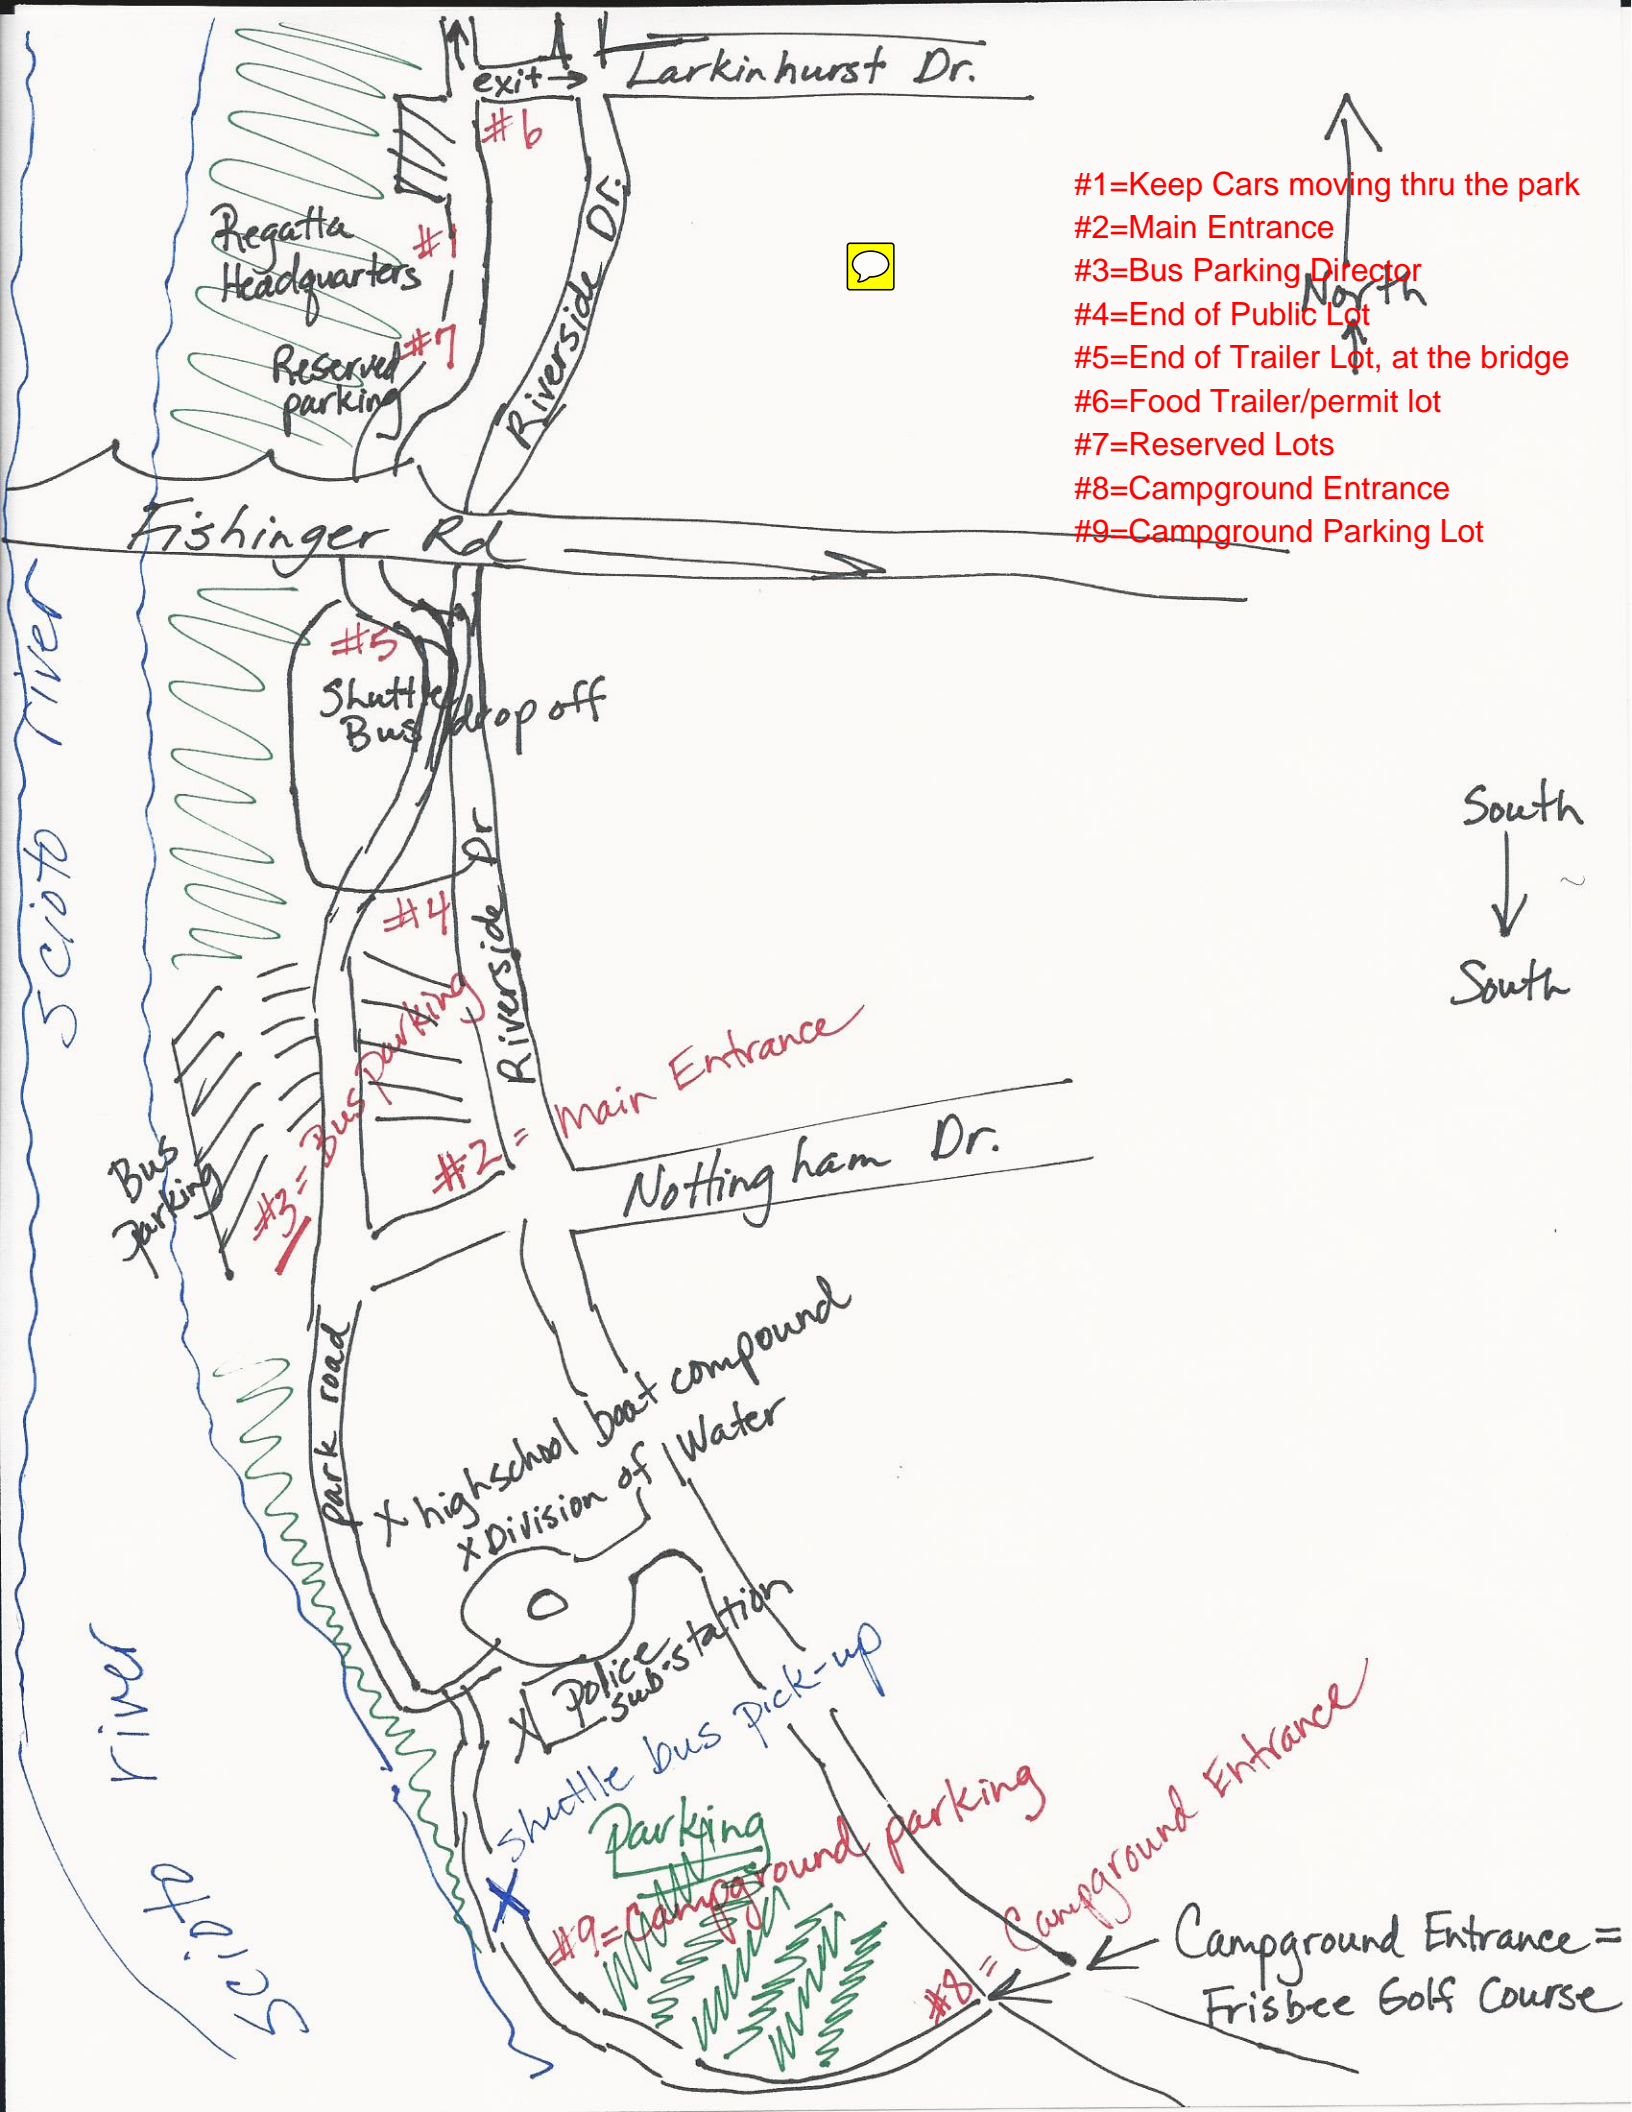 exit→
Larkinhurst Dr.
#6
#1=Keep Cars moving thru the park
#2=Main Entrance
#3=Bus Parking Director
#4=End of Public Lot
#5=End of Trailer Lot, at the bridge
#6=Food Trailer/permit lot
#7=Reserved Lots
#8=Campground Entrance
#9=Campground Parking Lot
North
Regatta
Headquarters
#1
Riverside Dr.
#7
Reserved
parking
Fishinger Rd
Scioto river
#5
Shuttle
Bus drop off
South
South
#4
Riverside Dr
#3= Bus Parking
#2 = Main Entrance
Bus
Parking
Nottingham Dr.
park road
X highschool boat compound
X Division of Water
X Police
sub-station
X shuttle bus pick-up
Parking
#9=Campground parking
#8 = Campground Entrance
Campground Entrance =
Frisbee Golf Course
Scioto river